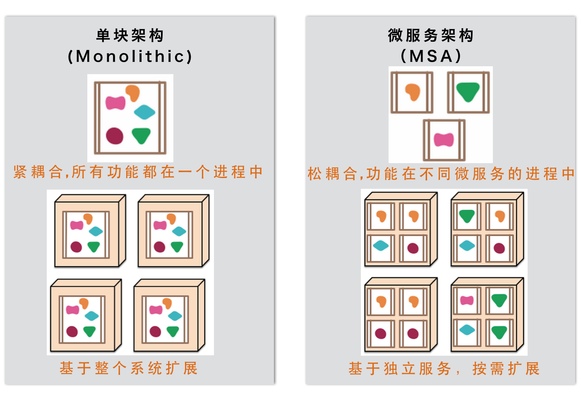 单块架构
(Monolithic)
紧耦合,所有功能都在一个进程中
基于整个系统扩展
微服务架构
(MSA)
松耦合,功能在不同微服务的进程中
基于独立服务，按需扩展